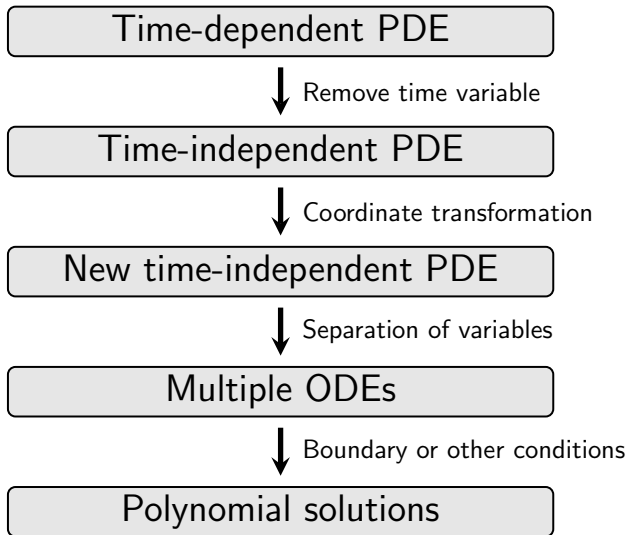 Time-dependent PDE
Remove time variable
Time-independent PDE
Coordinate transformation
New time-independent PDE
Separation of variables
Multiple ODEs
Boundary or other conditions
Polynomial solutions